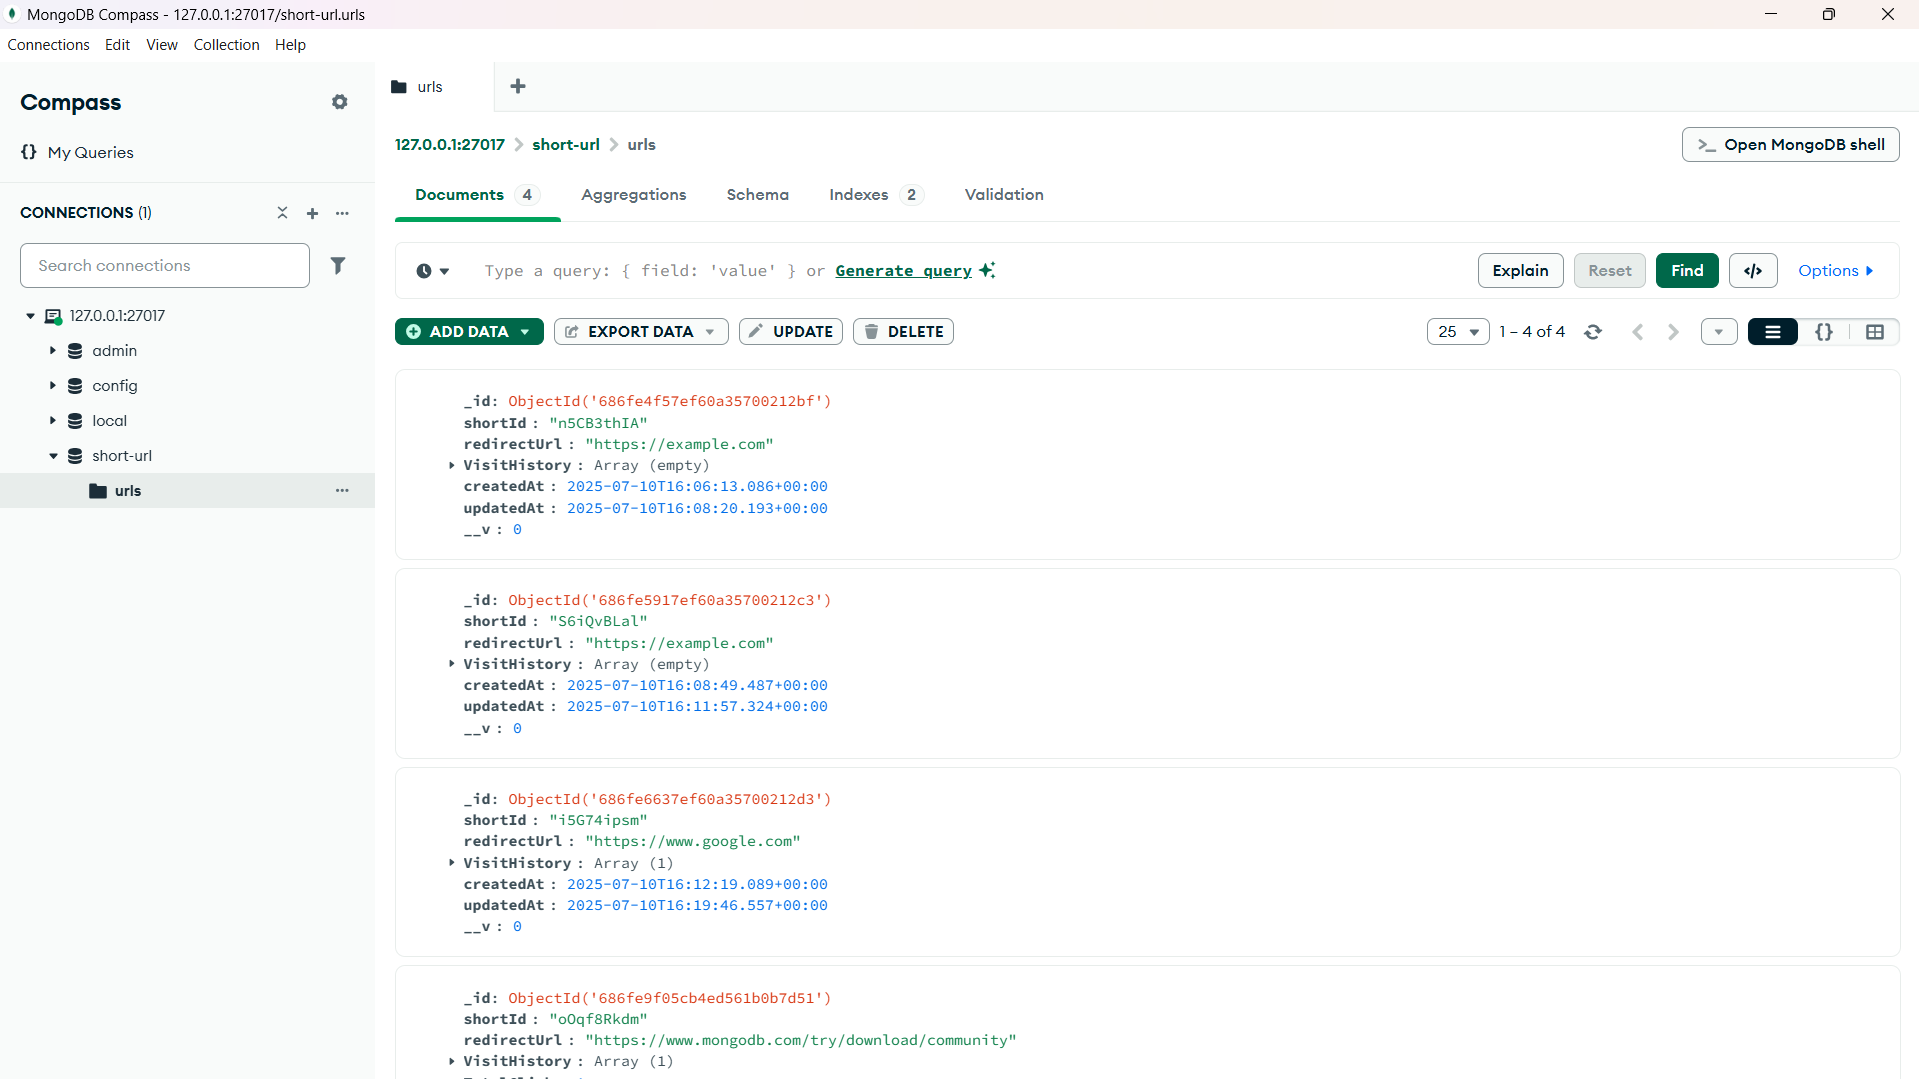 MongoDB Compass - 127.0.0.1:27017/short-url.urls
Connections Edit View Collection Help
Compass
{} My Queries
CONNECTIONS (1)
Search connections
127.0.0.1:27017
admin
config
local
short-url
urls
urls
127.0.0.1:27017 > short-url > urls
>_ Open MongoDB shell
Documents 4 Aggregations Schema Indexes 2 Validation
Type a query: { field: 'value' } or Generate query
Explain Reset Find </> Options
ADD DATA EXPORT DATA UPDATE DELETE
25 1 – 4 of 4 {}
_id: ObjectId('686fe4f57ef60a35700212bf')
shortId : "n5CB3thIA"
redirectUrl : "https://example.com"
VisitHistory : Array (empty)
createdAt : 2025-07-10T16:06:13.086+00:00
updatedAt : 2025-07-10T16:08:20.193+00:00
__v : 0
_id: ObjectId('686fe5917ef60a35700212c3')
shortId : "S6iQvBLal"
redirectUrl : "https://example.com"
VisitHistory : Array (empty)
createdAt : 2025-07-10T16:08:49.487+00:00
updatedAt : 2025-07-10T16:11:57.324+00:00
__v : 0
_id: ObjectId('686fe6637ef60a35700212d3')
shortId : "i5G74ipsm"
redirectUrl : "https://www.google.com"
VisitHistory : Array (1)
createdAt : 2025-07-10T16:12:19.089+00:00
updatedAt : 2025-07-10T16:19:46.557+00:00
__v : 0
_id: ObjectId('686fe9f05cb4ed561b0b7d51')
shortId : "oOqf8Rkdm"
redirectUrl : "https://www.mongodb.com/try/download/community"
VisitHistory : Array (1)